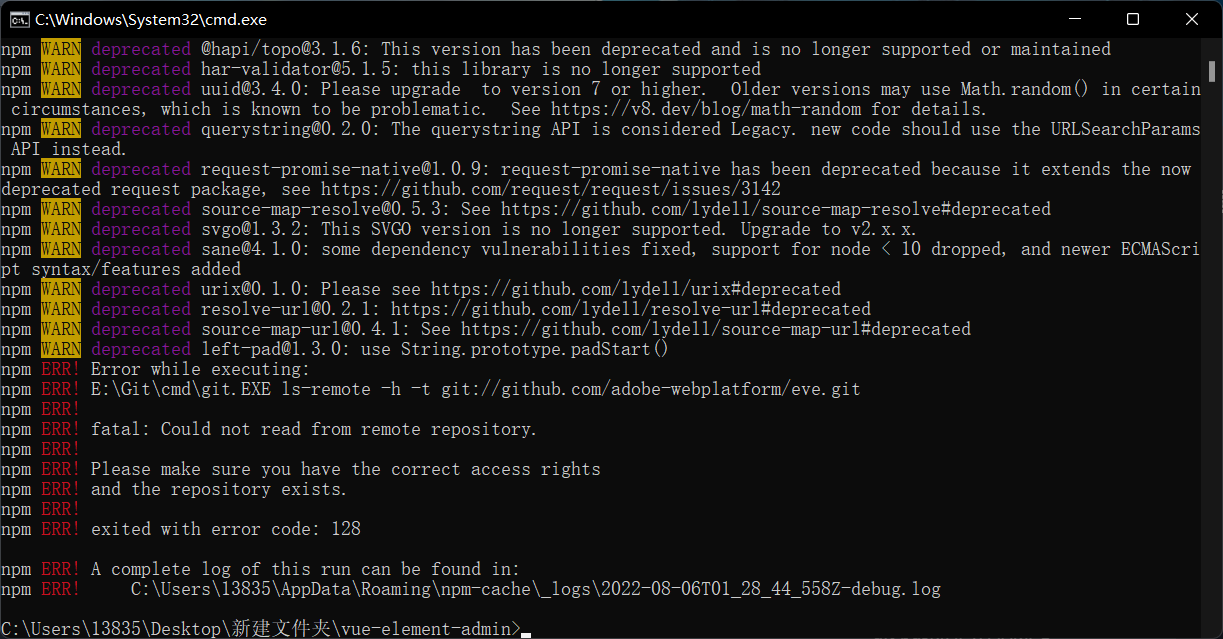 C:\Windows\System32\cmd.exe
npm WARN deprecated @hapi/topo@3.1.6: This version has been deprecated and is no longer supported or maintained
npm WARN deprecated har-validator@5.1.5: this library is no longer supported
npm WARN deprecated uuid@3.4.0: Please upgrade  to version 7 or higher.  Older versions may use Math.random() in certain
 circumstances, which is known to be problematic.  See https://v8.dev/blog/math-random for details.
npm WARN deprecated querystring@0.2.0: The querystring API is considered Legacy. new code should use the URLSearchParams
 API instead.
npm WARN deprecated request-promise-native@1.0.9: request-promise-native has been deprecated because it extends the now
deprecated request package, see https://github.com/request/request/issues/3142
npm WARN deprecated source-map-resolve@0.5.3: See https://github.com/lydell/source-map-resolve#deprecated
npm WARN deprecated svgo@1.3.2: This SVGO version is no longer supported. Upgrade to v2.x.x.
npm WARN deprecated sane@4.1.0: some dependency vulnerabilities fixed, support for node < 10 dropped, and newer ECMAScri
pt syntax/features added
npm WARN deprecated urix@0.1.0: Please see https://github.com/lydell/urix#deprecated
npm WARN deprecated resolve-url@0.2.1: https://github.com/lydell/resolve-url#deprecated
npm WARN deprecated source-map-url@0.4.1: See https://github.com/lydell/source-map-url#deprecated
npm WARN deprecated left-pad@1.3.0: use String.prototype.padStart()
npm ERR! Error while executing:
npm ERR! E:\Git\cmd\git.EXE ls-remote -h -t git://github.com/adobe-webplatform/eve.git
npm ERR!
npm ERR! fatal: Could not read from remote repository.
npm ERR!
npm ERR! Please make sure you have the correct access rights
npm ERR! and the repository exists.
npm ERR!
npm ERR! exited with error code: 128
npm ERR! A complete log of this run can be found in:
npm ERR!     C:\Users\13835\AppData\Roaming\npm-cache\_logs\2022-08-06T01_28_44_558Z-debug.log
C:\Users\13835\Desktop\新建文件夹\vue-element-admin>